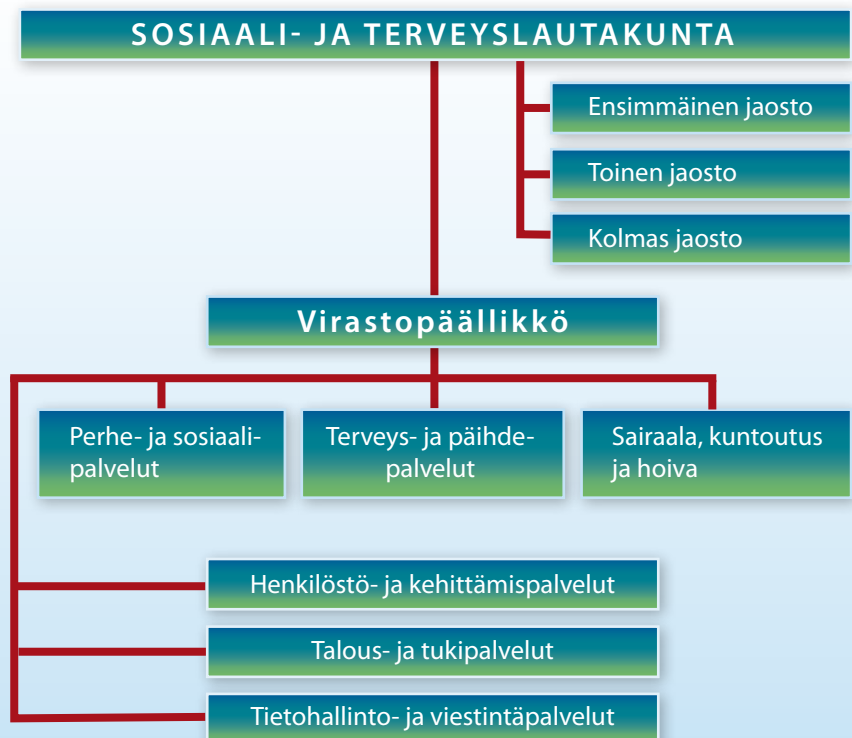 SOSIAALI- JA TERVEYSLAUTAKUNTA
Ensimmäinen jaosto
Toinen jaosto
Kolmas jaosto
Virastopäällikkö
Perhe- ja sosiaali-
palvelut
Terveys- ja päihde-
palvelut
Sairaala, kuntoutus
ja hoiva
Henkilöstö- ja kehittämispalvelut
Talous- ja tukipalvelut
Tietohallinto- ja viestintäpalvelut